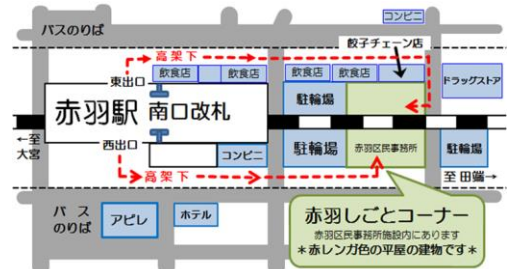 コンビニ
バスのりば
高架下
餃子チェーン店
飲食店
飲食店
飲食店
飲食店
ドラッグストア
東出口
駐輪場
赤羽駅 南口改札
←至
大宮
西出口
コンビニ
駐輪場
赤羽区民事務所
駐輪場
高架下
至 田端→
バス
のりば
アピレ
ホテル
赤羽しごとコーナー
赤羽区民事務所施設内にあります
*赤レンガ色の平屋の建物です*